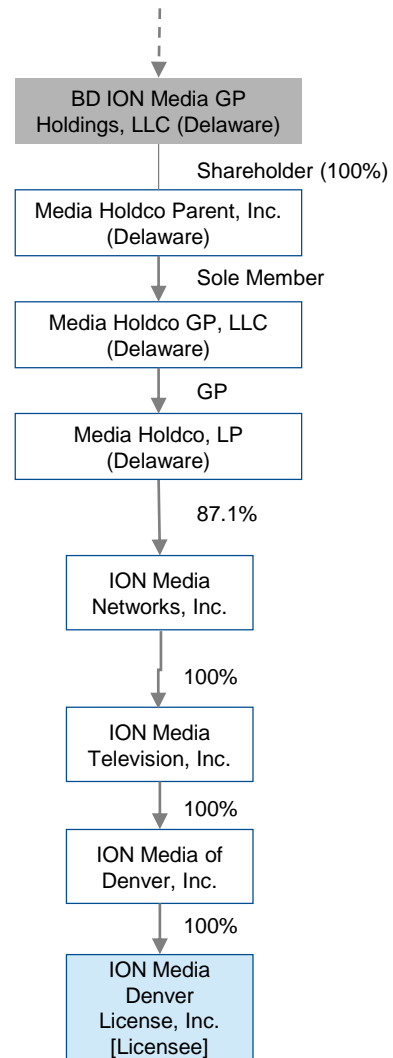 BD ION Media GP
Holdings, LLC (Delaware)
Shareholder (100%)
Media Holdco Parent, Inc.
(Delaware)
Sole Member
Media Holdco GP, LLC
(Delaware)
GP
Media Holdco, LP
(Delaware)
87.1%
ION Media
Networks, Inc.
100%
ION Media
Television, Inc.
100%
ION Media of
Denver, Inc.
100%
ION Media
Denver
License, Inc.
[Licensee]